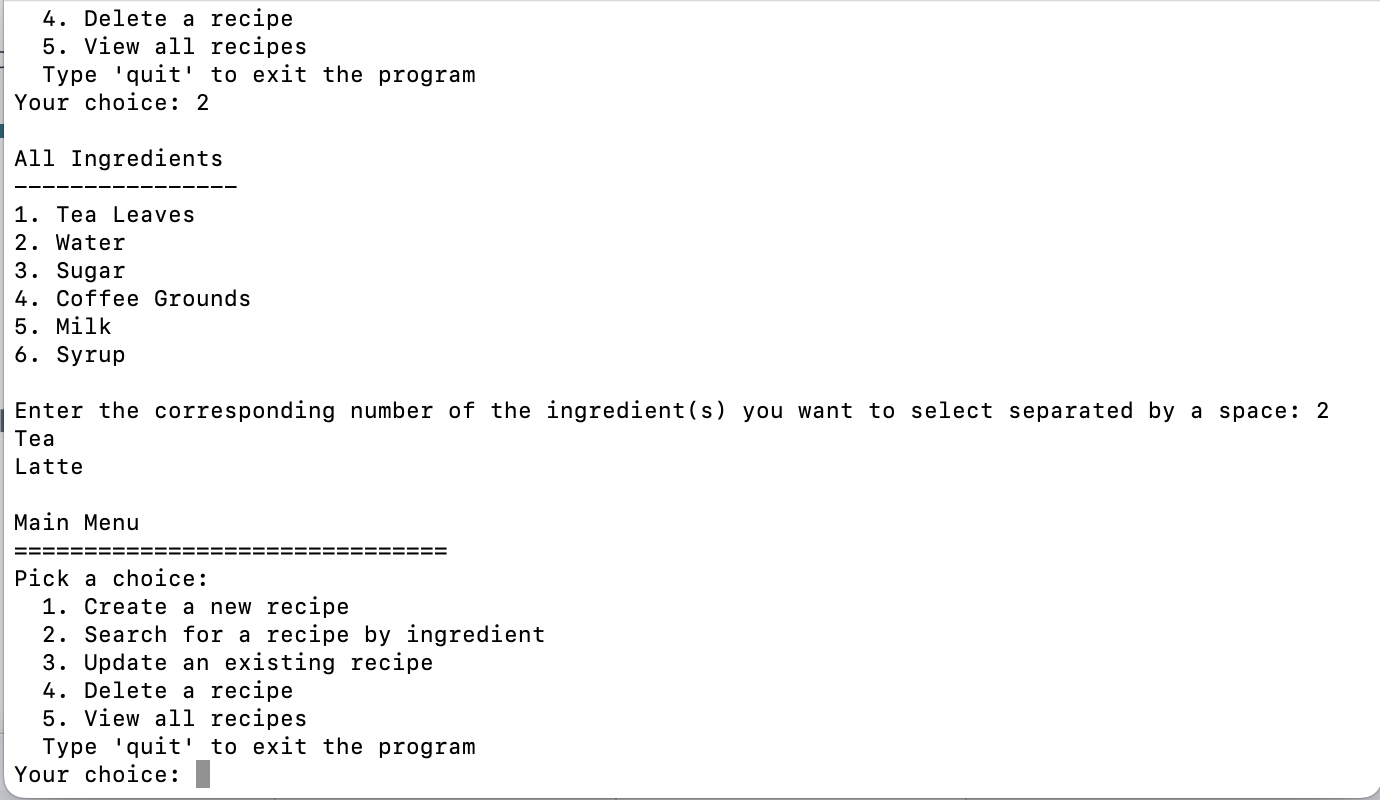 4. Delete a recipe
5. View all recipes
Type 'quit' to exit the program
Your choice: 2
All Ingredients
----------------
1. Tea Leaves
2. Water
3. Sugar
4. Coffee Grounds
5. Milk
6. Syrup
Enter the corresponding number of the ingredient(s) you want to select separated by a space: 2
Tea
Latte
Main Menu
===============================
Pick a choice:
1. Create a new recipe
2. Search for a recipe by ingredient
3. Update an existing recipe
4. Delete a recipe
5. View all recipes
Type 'quit' to exit the program
Your choice: